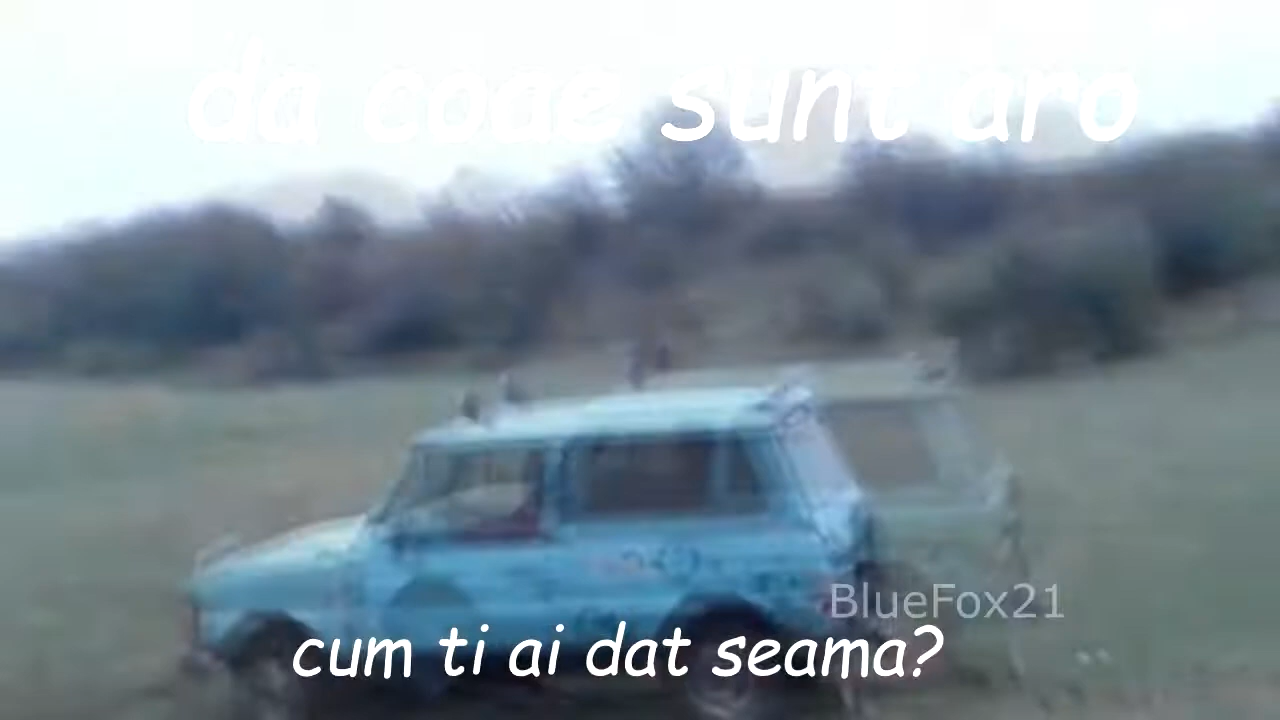 da coae sunt aro
BlueFox21
cum ti ai dat seama?